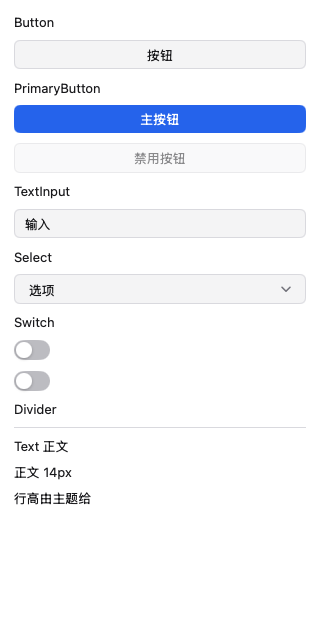 Button
按钮
PrimaryButton
主按钮
禁用按钮
TextInput
输入
Select
选项
Switch
Divider
Text 正文
正文 14px
行高由主题给